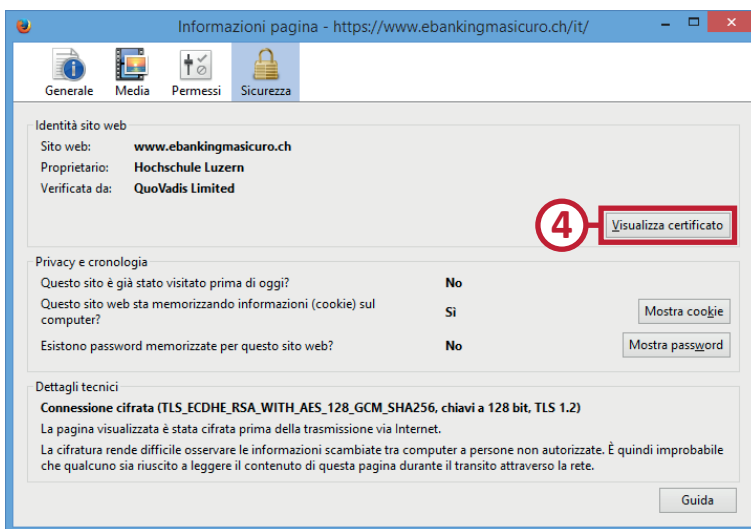 Informazioni pagina - https://www.ebankingmasicuro.ch/it/
Generale Media Permessi Sicurezza
Identità sito web
Sito web: www.ebankingmasicuro.ch
Proprietario: Hochschule Luzern
Verificata da: QuoVadis Limited
4 Visualizza certificato
Privacy e cronologia
Questo sito è già stato visitato prima di oggi? No
Questo sito web sta memorizzando informazioni (cookie) sul
computer? Sì Mostra cookie
Esistono password memorizzate per questo sito web? No Mostra password
Dettagli tecnici
Connessione cifrata (TLS_ECDHE_RSA_WITH_AES_128_GCM_SHA256, chiavi a 128 bit, TLS 1.2)
La pagina visualizzata è stata cifrata prima della trasmissione via Internet.
La cifratura rende difficile osservare le informazioni scambiate tra computer a persone non autorizzate. È quindi improbabile
che qualcuno sia riuscito a leggere il contenuto di questa pagina durante il transito attraverso la rete.
Guida